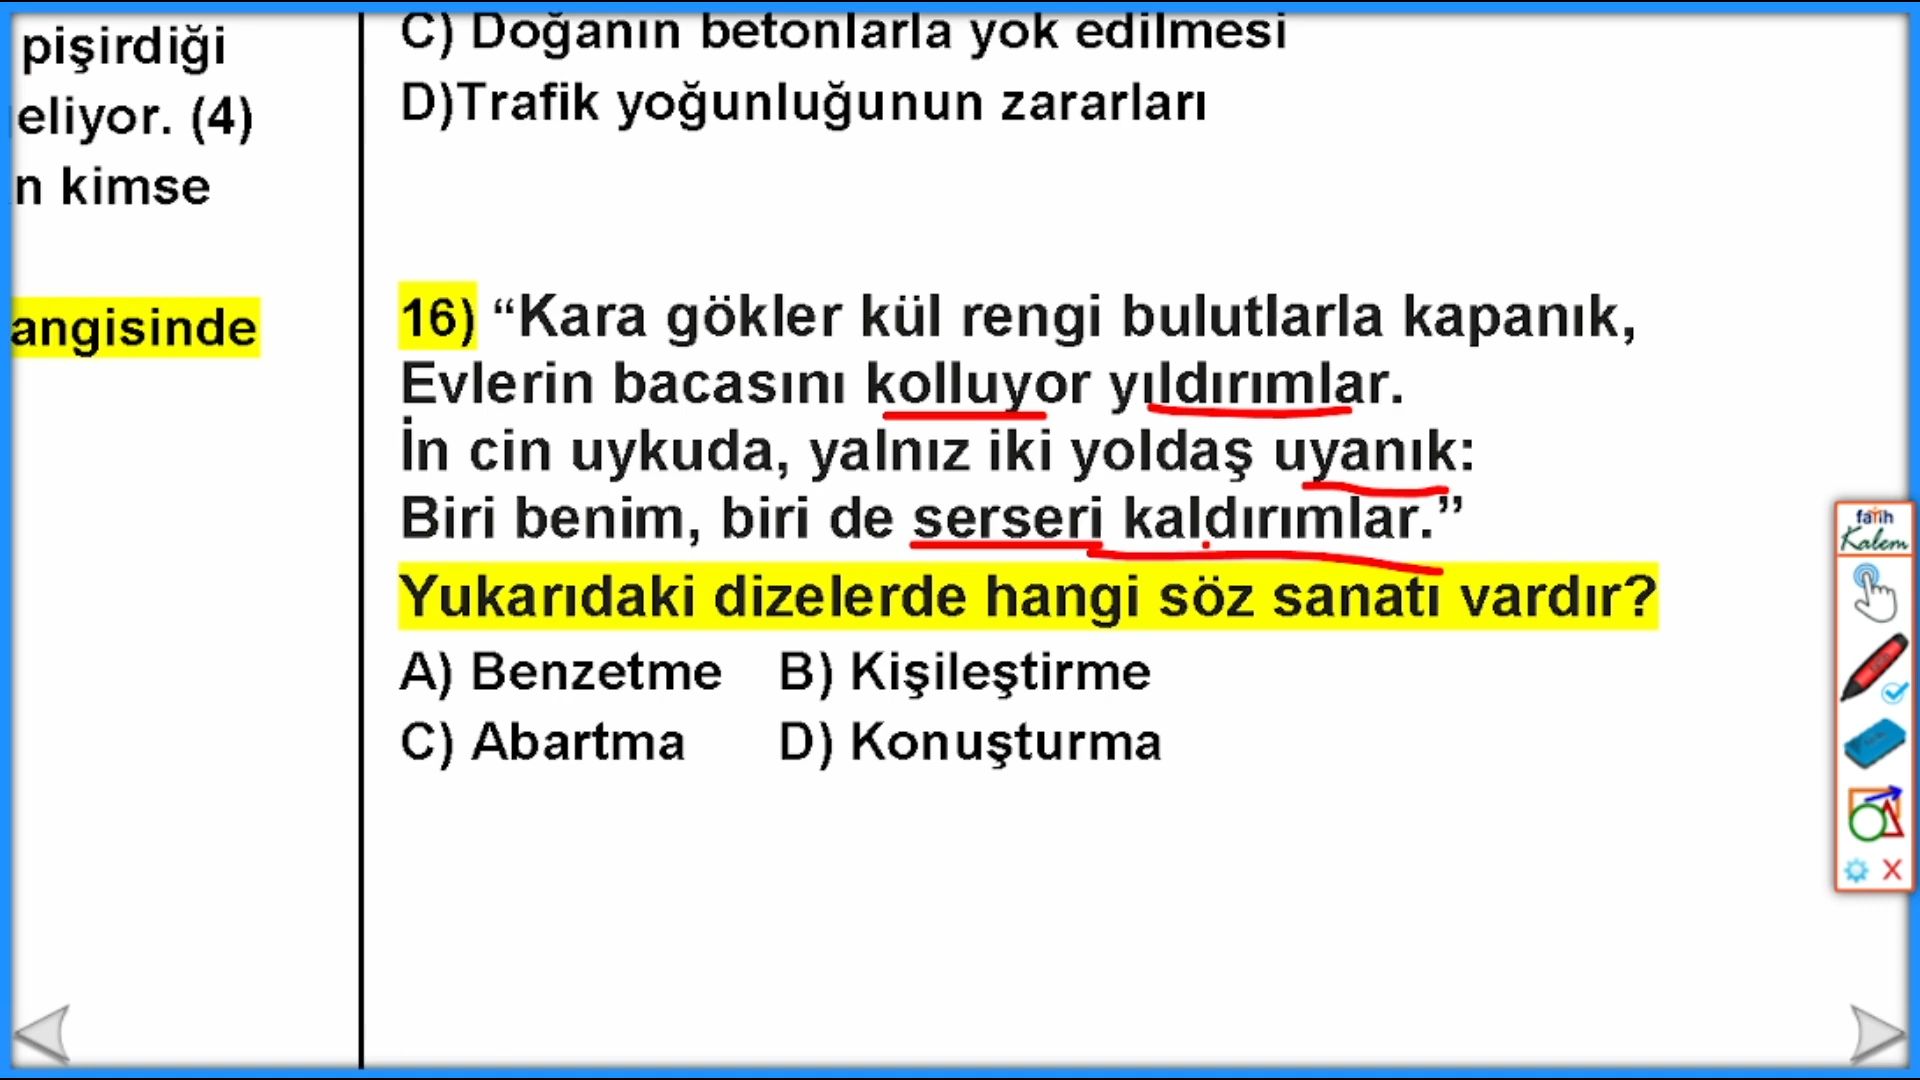 pişirdiği
eliyor. (4)
n kimse
angisinde
C) Doğanın betonlarla yok edilmesi
D)Trafik yoğunluğunun zararları
16) “Kara gökler kül rengi bulutlarla kapanık,
Evlerin bacasını kolluyor yıldırımlar.
İn cin uykuda, yalnız iki yoldaş uyanık:
Biri benim, biri de serseri kaldırımlar.”
Yukarıdaki dizelerde hangi söz sanatı vardır?
A) Benzetme B) Kişileştirme
C) Abartma D) Konuşturma
fatih
Kalem